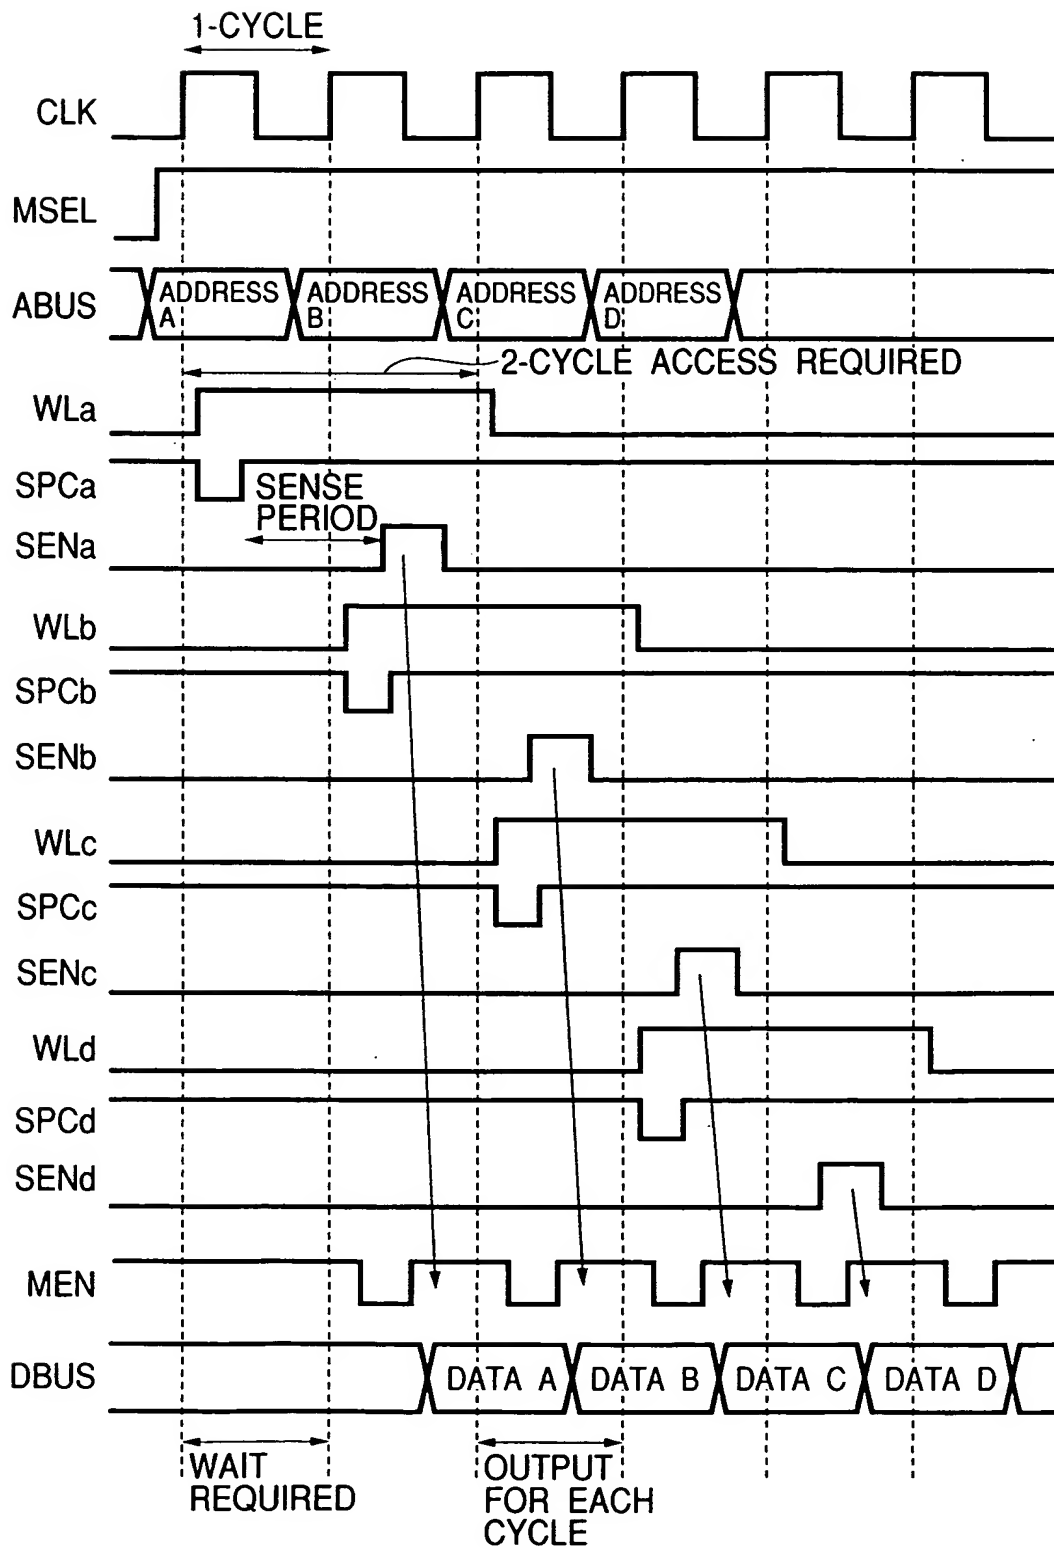 1-CYCLE
CLK
MSEL
ABUS
ADDRESS
A
ADDRESS
B
ADDRESS
C
ADDRESS
D
2-CYCLE ACCESS REQUIRED
WLa
SPCa
SENSE
PERIOD
SENa
WLb
SPCb
SENb
WLc
SPCc
SENc
WLd
SPCd
SENd
MEN
DBUS
DATA A
DATA B
DATA C
DATA D
WAIT
REQUIRED
OUTPUT
FOR EACH
CYCLE